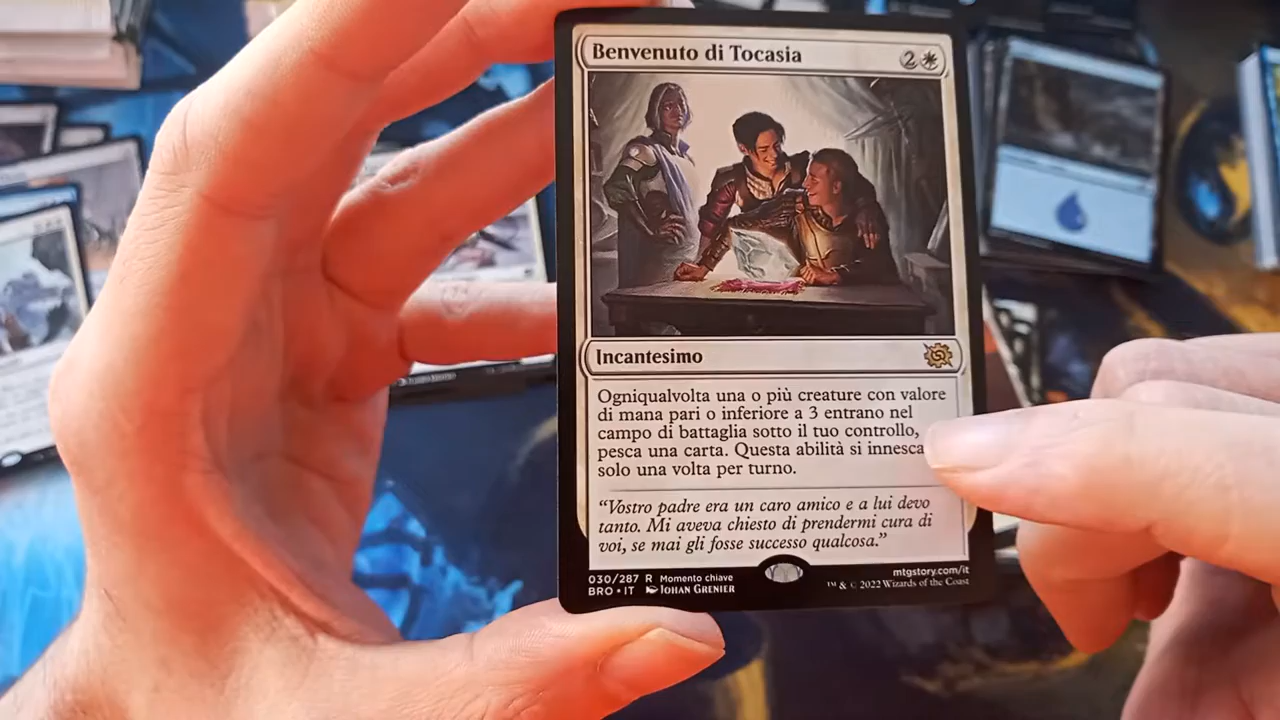 Benvenuto di Tocasia 2
Incantesimo
Ogniqualvolta una o più creature con valore
di mana pari o inferiore a 3 entrano nel
campo di battaglia sotto il tuo controllo,
pesca una carta. Questa abilità si innesca
solo una volta per turno.
“Vostro padre era un caro amico e a lui devo
tanto. Mi aveva chiesto di prendermi cura di
voi, se mai gli fosse successo qualcosa.”
030/287 R Momento chiave
BRO • IT Johan Grenier
mtgstory.com/it
™ & © 2022 Wizards of the Coast